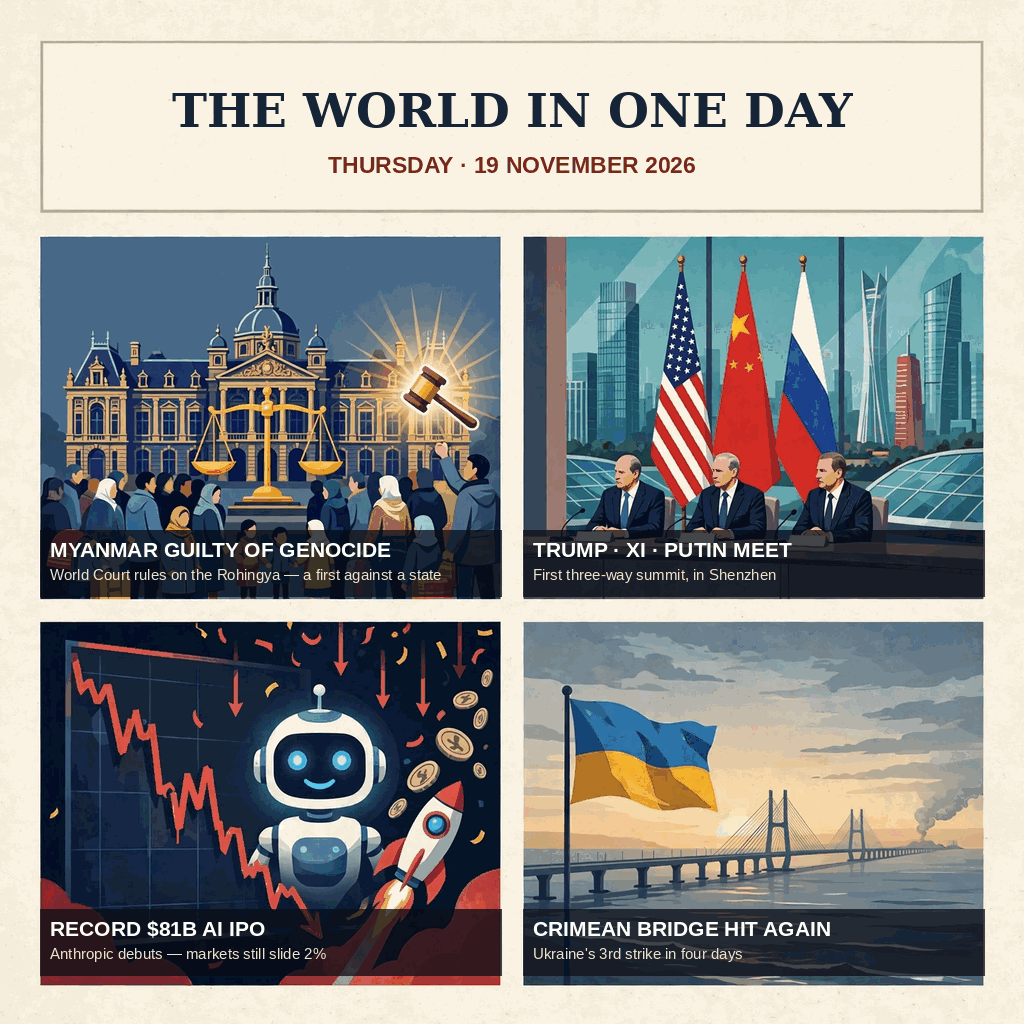 THE WORLD IN ONE DAY
THURSDAY · 19 NOVEMBER 2026
MYANMAR GUILTY OF GENOCIDE
World Court rules on the Rohingya — a first against a state
TRUMP · XI · PUTIN MEET
First three-way summit, in Shenzhen
RECORD $81B AI IPO
Anthropic debuts — markets still slide 2%
CRIMEAN BRIDGE HIT AGAIN
Ukraine's 3rd strike in four days